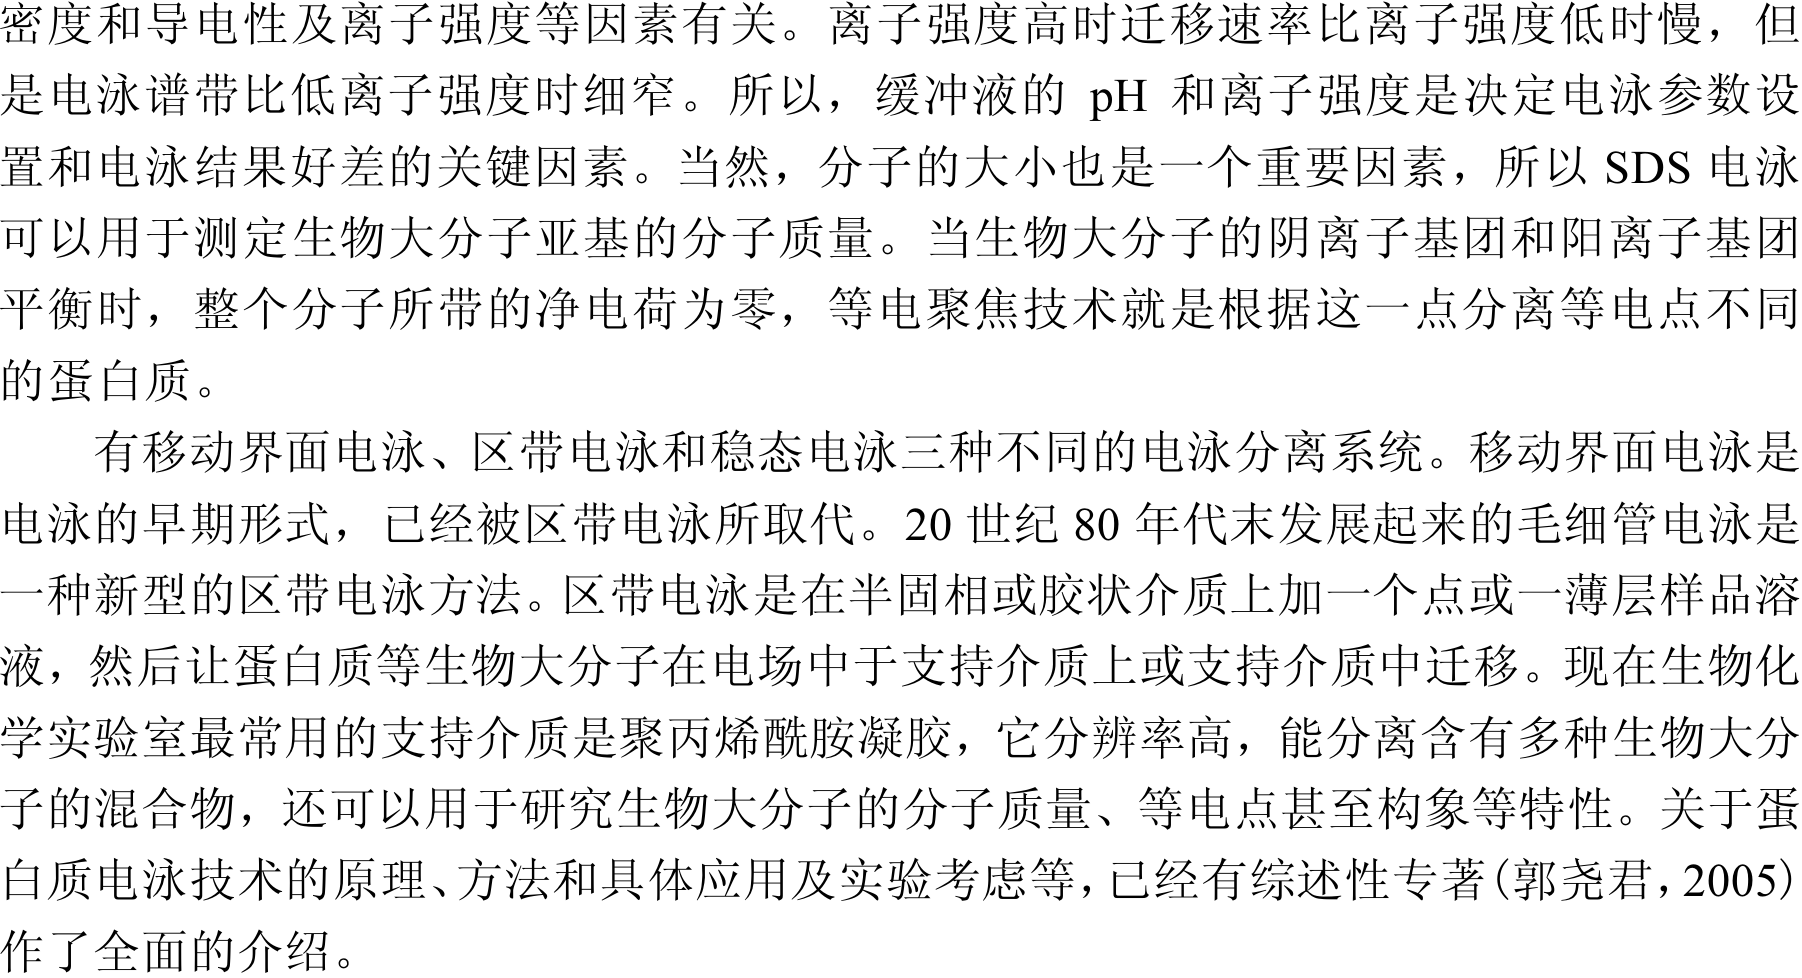 密度和导电性及离子强度等因素有关。离子强度高时迁移速率比离子强度低时慢，但
是电泳谱带比低离子强度时细窄。所以，缓冲液的 pH 和离子强度是决定电泳参数设
置和电泳结果好差的关键因素。当然，分子的大小也是一个重要因素，所以 SDS 电泳
可以用于测定生物大分子亚基的分子质量。当生物大分子的阴离子基团和阳离子基团
平衡时，整个分子所带的净电荷为零，等电聚焦技术就是根据这一点分离等电点不同
的蛋白质。
有移动界面电泳、区带电泳和稳态电泳三种不同的电泳分离系统。移动界面电泳是
电泳的早期形式，已经被区带电泳所取代。20 世纪 80 年代末发展起来的毛细管电泳是
一种新型的区带电泳方法。区带电泳是在半固相或胶状介质上加一个点或一薄层样品溶
液，然后让蛋白质等生物大分子在电场中于支持介质上或支持介质中迁移。现在生物化
学实验室最常用的支持介质是聚丙烯酰胺凝胶，它分辨率高，能分离含有多种生物大分
子的混合物，还可以用于研究生物大分子的分子质量、等电点甚至构象等特性。关于蛋
白质电泳技术的原理、方法和具体应用及实验考虑等，已经有综述性专著（郭尧君，2005）
作了全面的介绍。